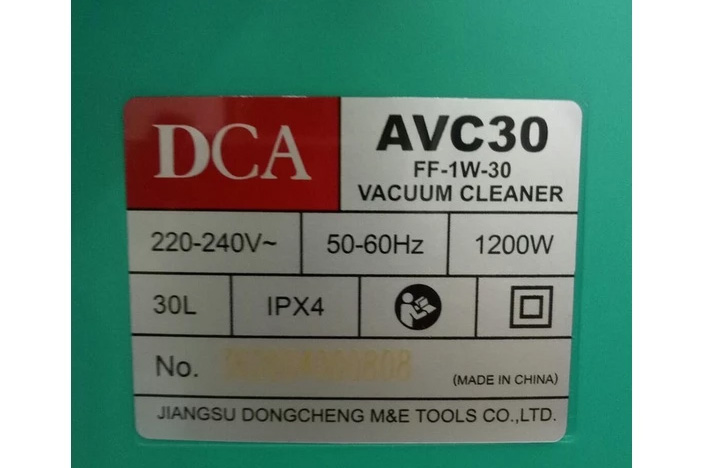 DCA
AVC30
FF-1W-30
VACUUM CLEANER
220-240V~ 50-60Hz 1200W
30L IPX4
No.
(MADE IN CHINA)
JIANGSU DONGCHENG M&E TOOLS CO.,LTD.